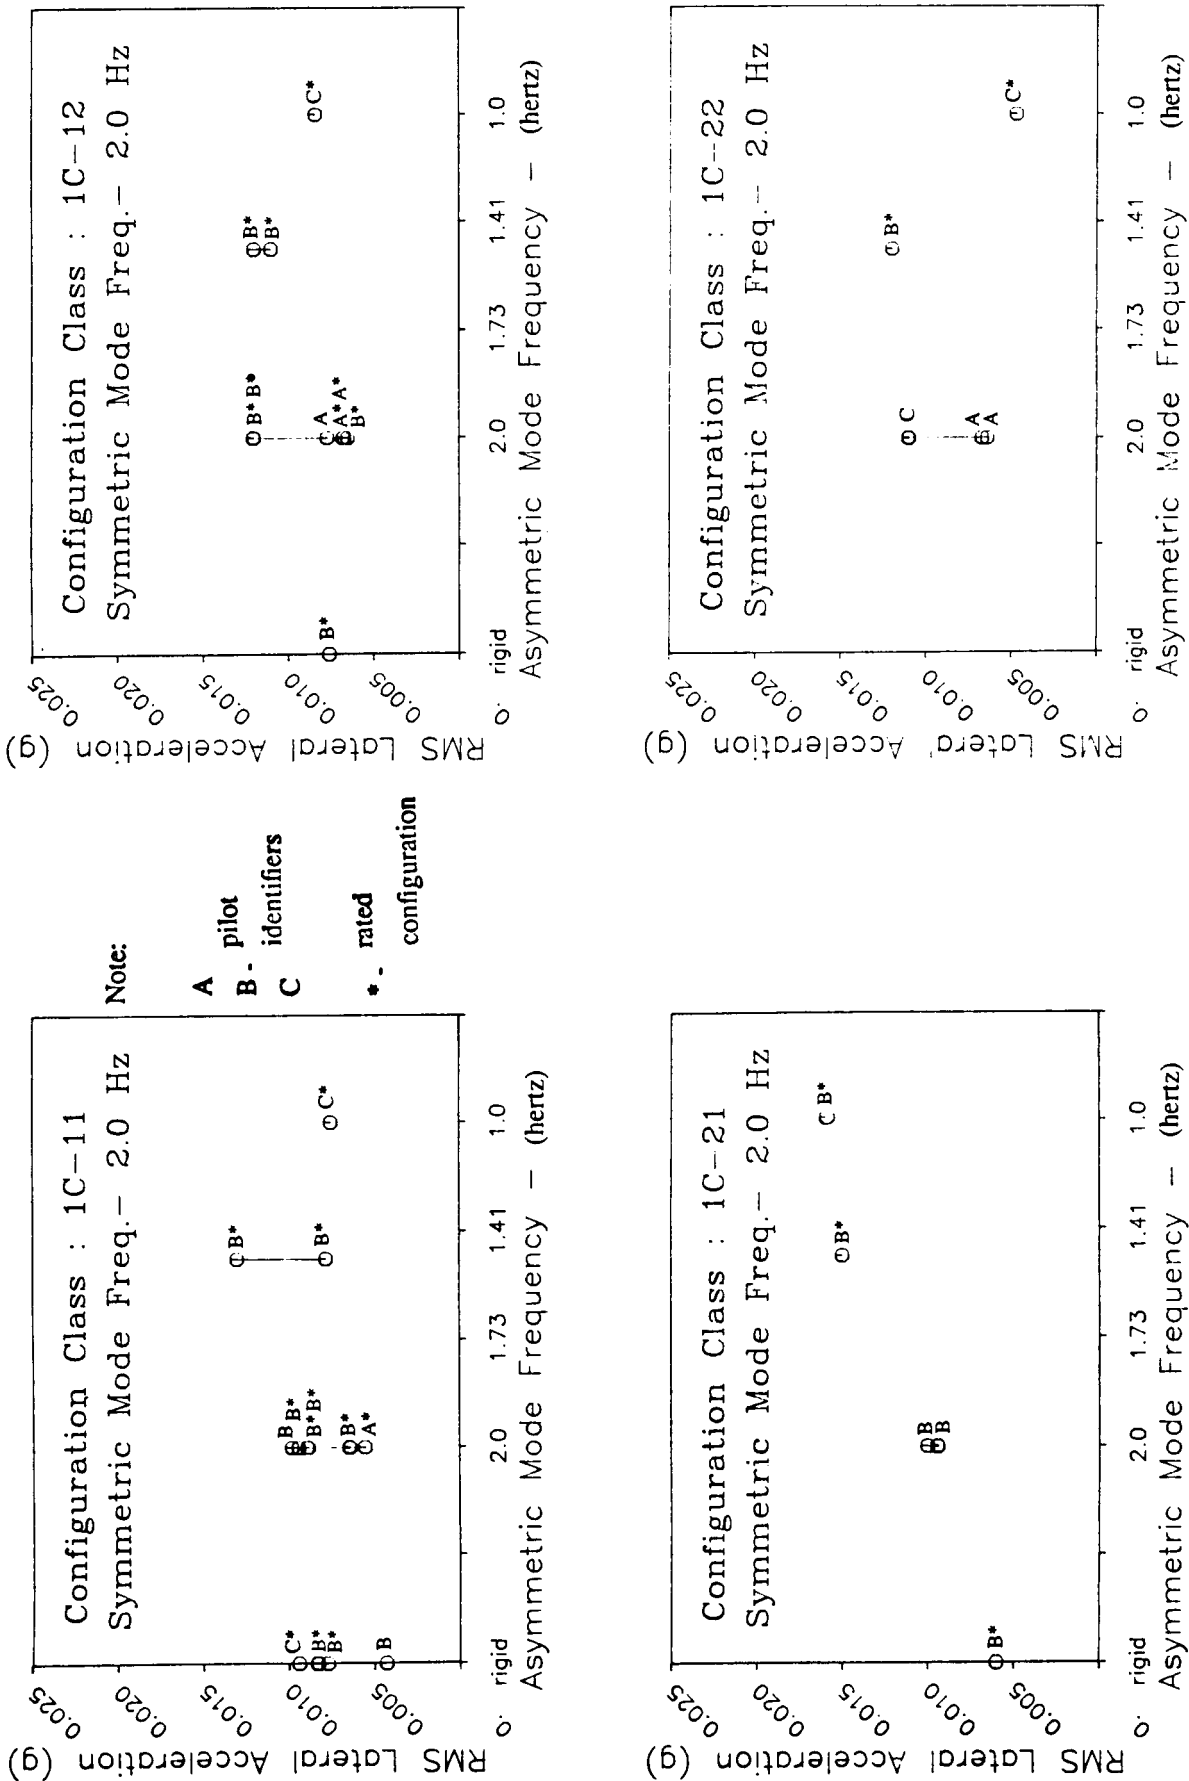 Configuration Class : 1C-11
Symmetric Mode Freq.- 2.0 Hz
RMS Lateral Acceleration (g)
0.025
0.020
0.015
0.010
0.005
0.
C*
B*
B*
B
B
B*
B* B*
B*
A*
B*
B*
C*
rigid
2.0
1.73
1.41
1.0
Asymmetric Mode Frequency - (hertz)
Note:
A
B - pilot
C identifiers
* - rated
configuration
Configuration Class : 1C-12
Symmetric Mode Freq.- 2.0 Hz
RMS Lateral Acceleration (g)
0.025
0.020
0.015
0.010
0.005
0.
B*
B* B*
A
A* A*
B*
B*
B*
C*
rigid
2.0
1.73
1.41
1.0
Asymmetric Mode Frequency - (hertz)
Configuration Class : 1C-21
Symmetric Mode Freq.- 2.0 Hz
RMS Lateral Acceleration (g)
0.025
0.020
0.015
0.010
0.005
0.
B*
B
B
B*
B*
rigid
2.0
1.73
1.41
1.0
Asymmetric Mode Frequency - (hertz)
Configuration Class : 1C-22
Symmetric Mode Freq.- 2.0 Hz
RMS Lateral Acceleration (g)
0.025
0.020
0.015
0.010
0.005
0.
C
A
A
B*
C*
rigid
2.0
1.73
1.41
1.0
Asymmetric Mode Frequency - (hertz)